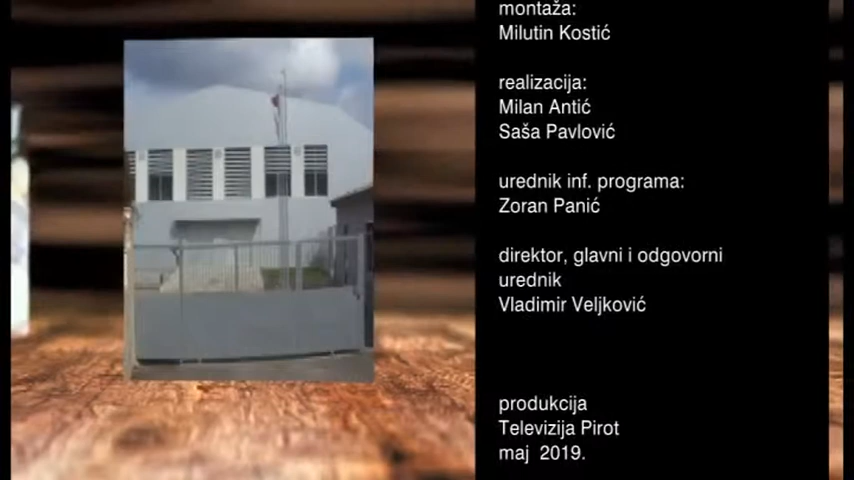 montaža:
Milutin Kostić
realizacija:
Milan Antić
Saša Pavlović
urednik inf. programa:
Zoran Panić
direktor, glavni i odgovorni
urednik
Vladimir Veljković
produkcija
Televizija Pirot
maj 2019.